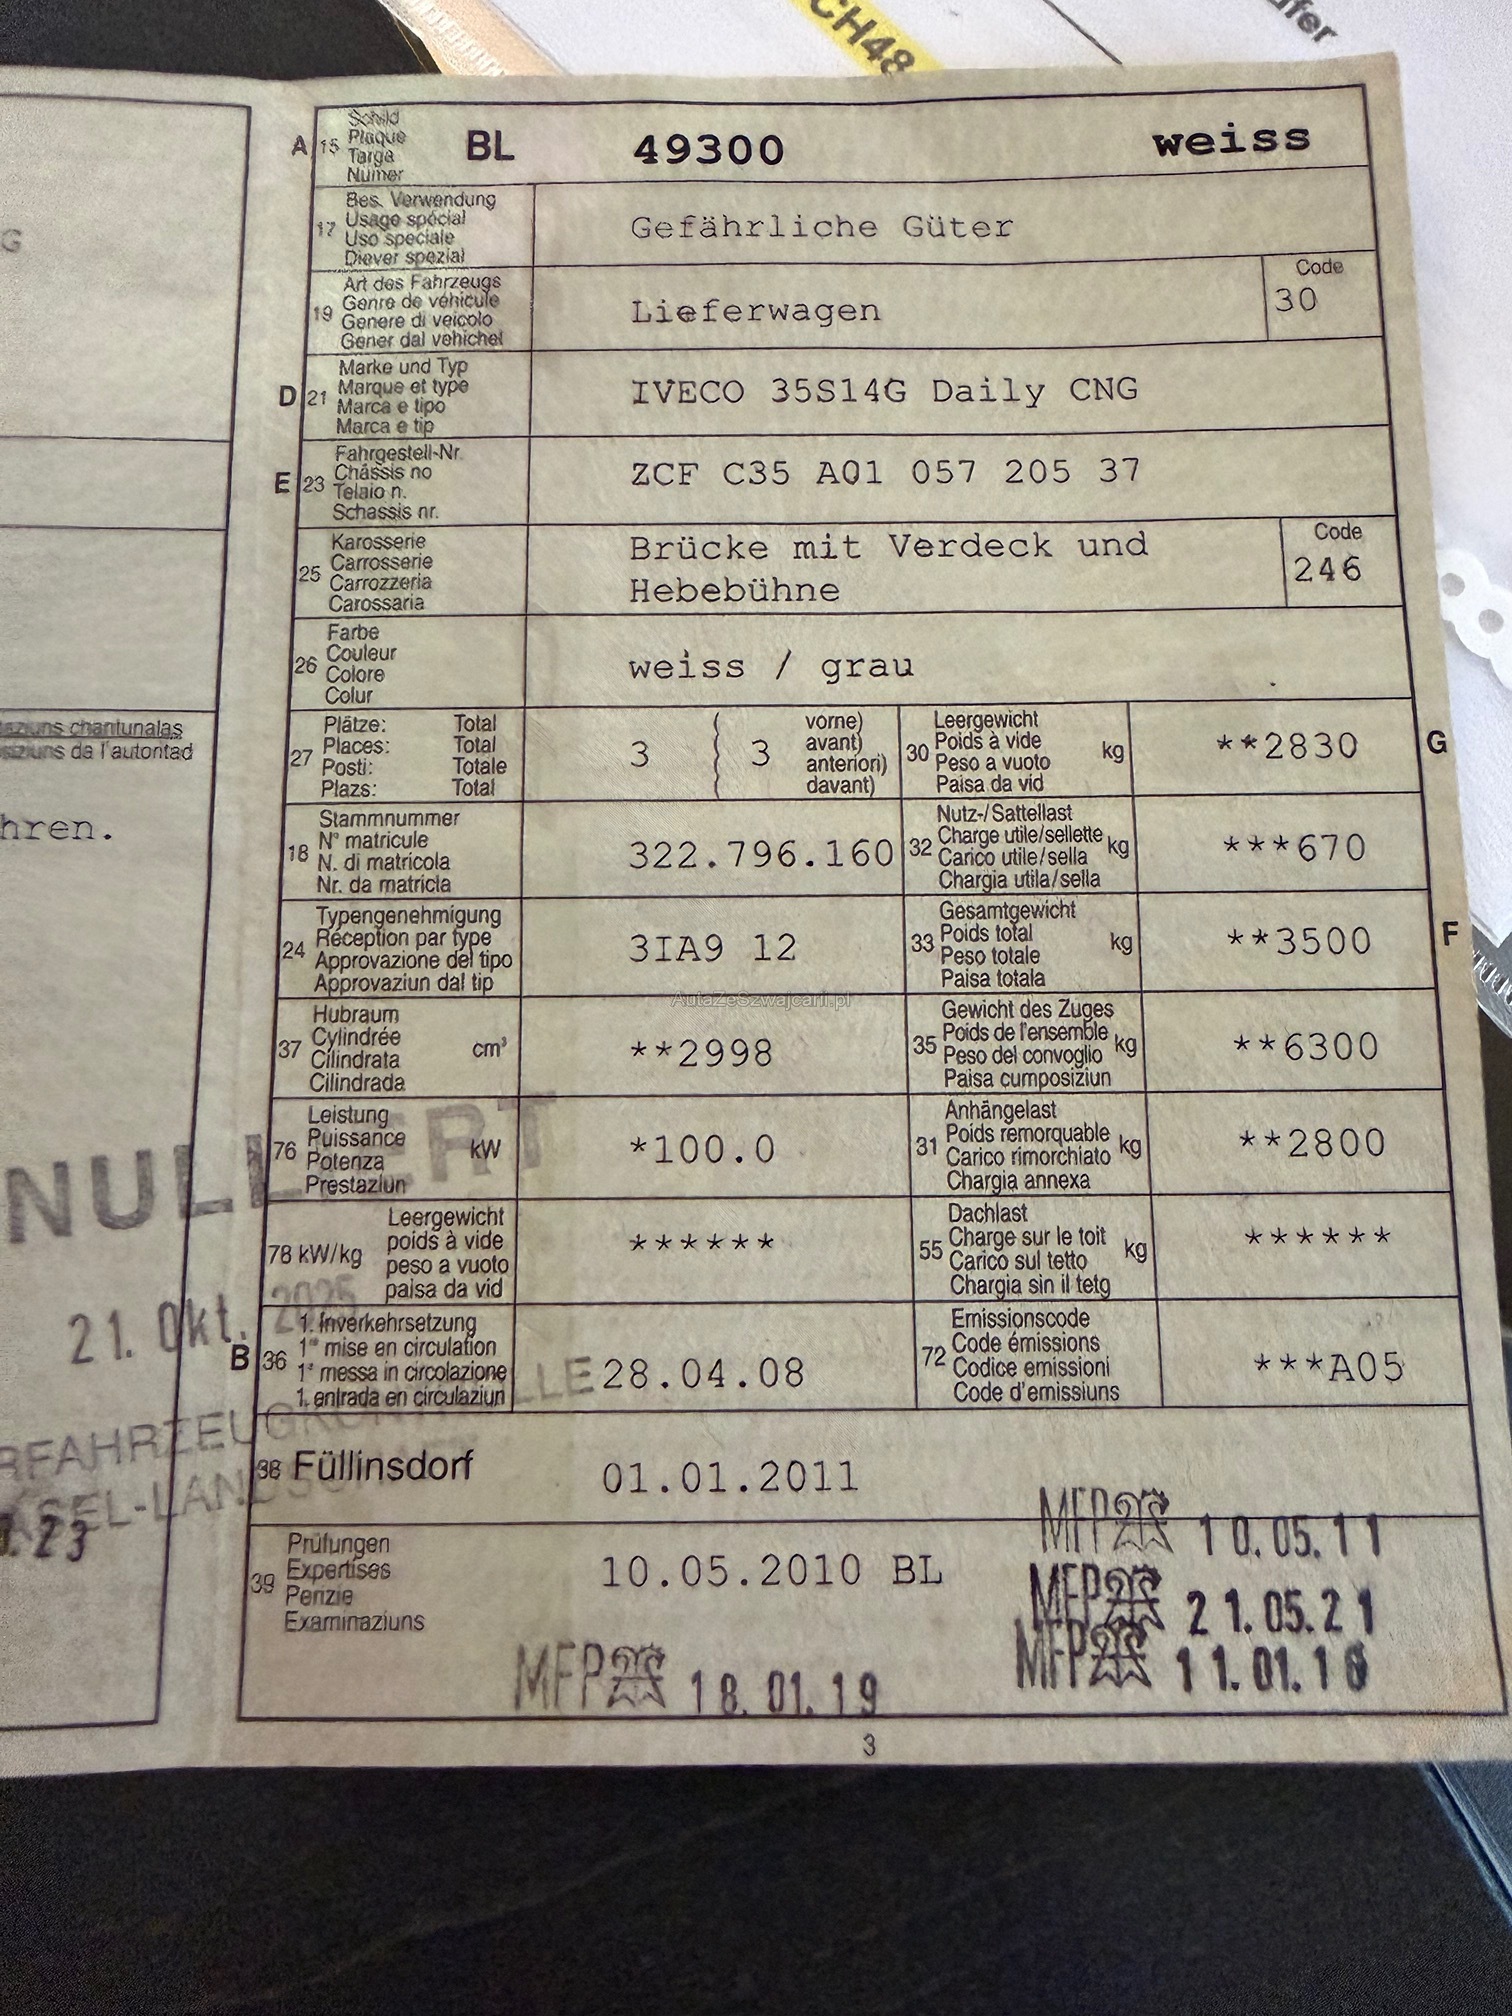 CH48
G
hren.
aziuns chantunalas
siziuns da l'autoritad
A 15 Schild
Plaque
Targa
Numer
BL 49300 weiss
17 Bes. Verwendung
Usage spécial
Uso speciale
Diever spezial
Gefährliche Güter
19 Art des Fahrzeugs
Genre de véhicule
Genere di veicolo
Gener dal vehichel
Lieferwagen
Code
30
D 21 Marke und Typ
Marque et type
Marca e tipo
Marca e tip
IVECO 35S14G Daily CNG
E 23 Fahrgestell-Nr.
Châssis no
Telaio n.
Schassis nr.
ZCF C35 A01 057 205 37
25 Karosserie
Carrosserie
Carrozzeria
Carossaria
Brücke mit Verdeck und
Hebebühne
Code
246
26 Farbe
Couleur
Colore
Colur
weiss / grau
27 Plätze: Total
Places: Total
Posti: Totale
Plazs: Total
3 3
vorne)
avant)
anteriori)
davant)
30 Leergewicht
Poids à vide
Peso a vuoto
Paisa da vid
kg **2830 G
18 Stammnummer
N° matricule
N. di matricola
Nr. da matricla
322.796.160
32 Nutz-/Sattellast
Charge utile/sellette
Carico utile/sella
Chargia utila/sella
kg ***670
24 Typengenehmigung
Réception par type
Approvazione del tipo
Approvaziun dal tip
3IA9 12
33 Gesamtgewicht
Poids total
Peso totale
Paisa totala
kg **3500 F
AutaZeSzwajcarii.pl
37 Hubraum
Cylindrée
Cilindrata
Cilindrada
cm³ **2998
35 Gewicht des Zuges
Poids de l'ensemble
Peso del convoglio
Paisa cumposiziun
kg **6300
76 Leistung
Puissance
Potenza
Prestaziun
kW *100.0
31 Anhängelast
Poids remorquable
Carico rimorchiato
Chargia annexa
kg **2800
78 kW/kg Leergewicht
poids à vide
peso a vuoto
paisa da vid
******
55 Dachlast
Charge sur le toit
Carico sul tetto
Chargia sin il tetg
kg ******
B 36 1. Inverkehrsetzung
1re mise en circulation
1a messa in circolazione
1. entrada en circulaziun
28.04.08
72 Emissionscode
Code émissions
Codice emissioni
Code d'emissiuns
***A05
NULLIERT
21. Okt. 2025
38 Füllinsdorf 01.01.2011
39 Prüfungen
Expertises
Perizie
Examinaziuns
10.05.2010 BL
MFP 10.05.11
MFP 21.05.21
MFP 11.01.18
MFP 18.01.19
3